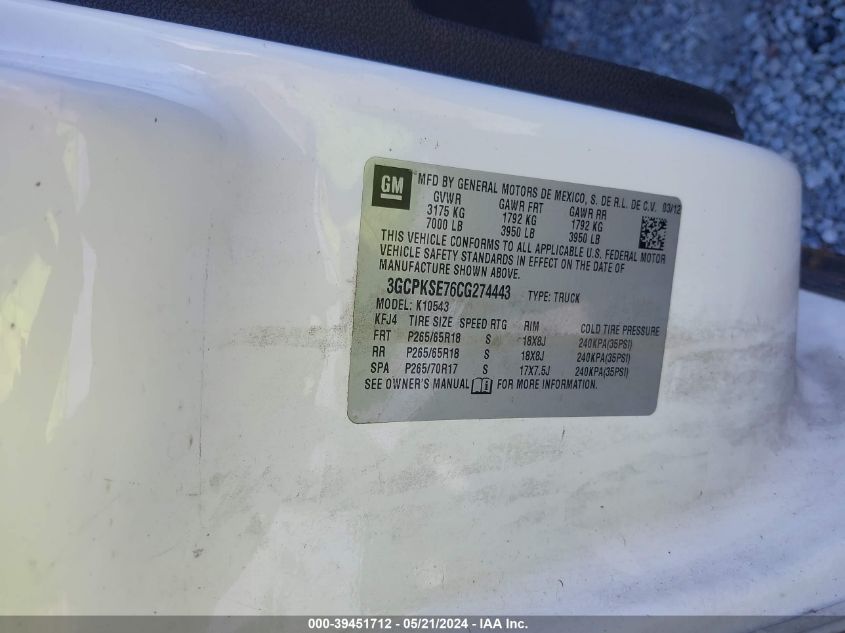 GM MFD BY GENERAL MOTORS DE MEXICO, S. DE R.L. DE C.V. 03/12
GVWR GAWR FRT GAWR RR
3175 KG 1792 KG 1792 KG
7000 LB 3950 LB 3950 LB
THIS VEHICLE CONFORMS TO ALL APPLICABLE U.S. FEDERAL MOTOR
VEHICLE SAFETY STANDARDS IN EFFECT ON THE DATE OF
MANUFACTURE SHOWN ABOVE.
3GCPKSE76CG274443 TYPE: TRUCK
MODEL: K10543
KFJ4 TIRE SIZE SPEED RTG RIM COLD TIRE PRESSURE
FRT P265/65R18 S 18X8J 240KPA(35PSI)
RR P265/65R18 S 18X8J 240KPA(35PSI)
SPA P265/70R17 S 17X7.5J 240KPA(35PSI)
SEE OWNER'S MANUAL FOR MORE INFORMATION.
000-39451712 - 05/21/2024 - IAA Inc.